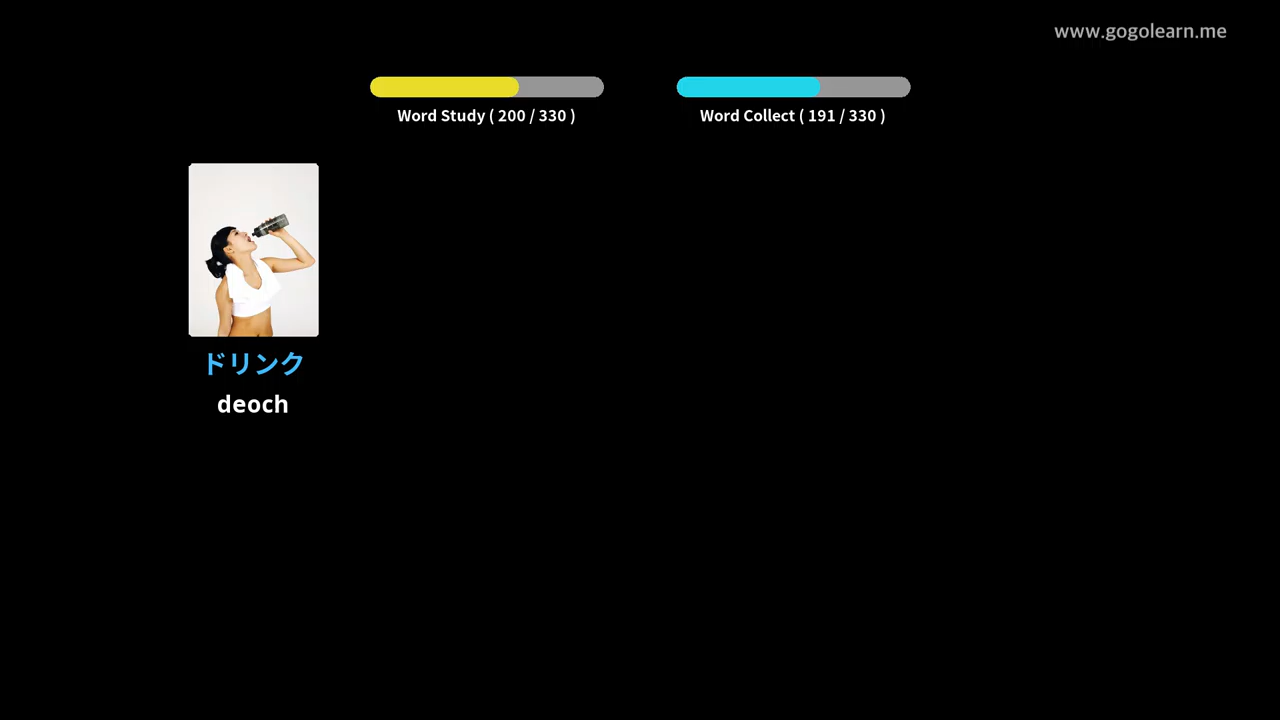 www.gogolearn.me
Word Study ( 200 / 330 )
Word Collect ( 191 / 330 )
ドリンク
deoch